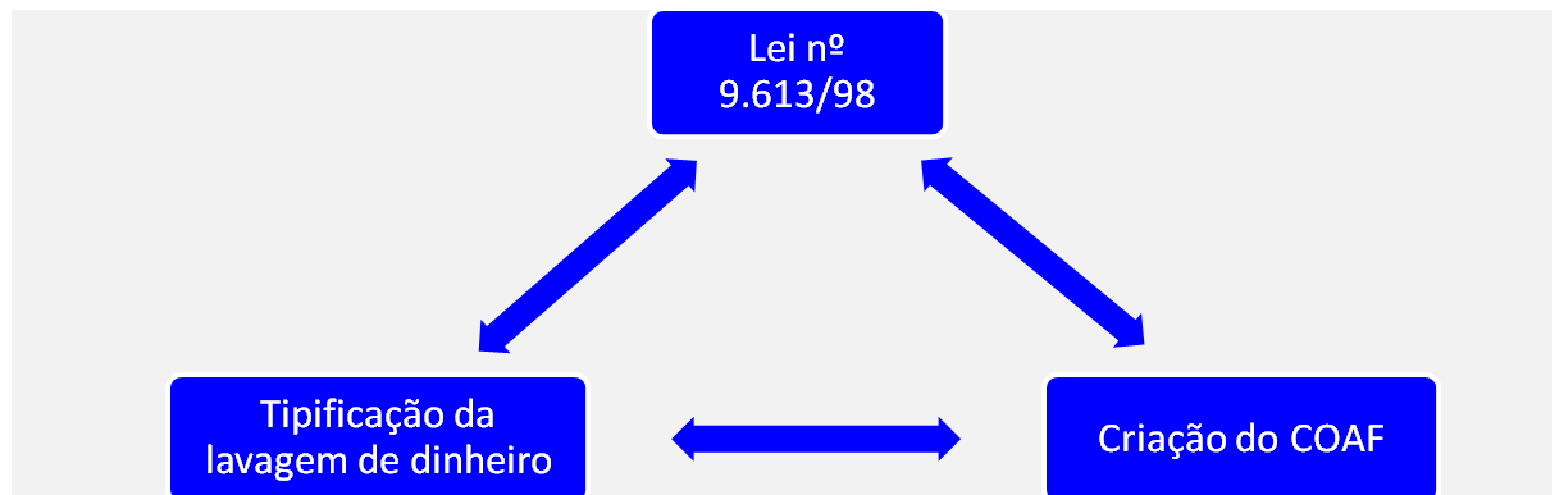 Lei nº
9.613/98
Tipificação da
lavagem de dinheiro
Criação do COAF